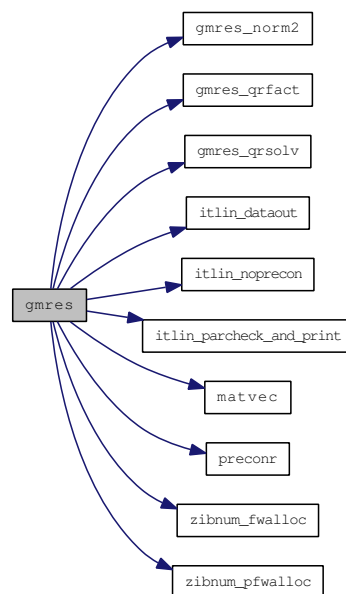 gmres_norm2
gmres_qrfact
gmres_qrsolv
itlin_dataout
itlin_noprecon
gmres
itlin_parcheck_and_print
matvec
preconr
zibnum_fwalloc
zibnum_pfwalloc